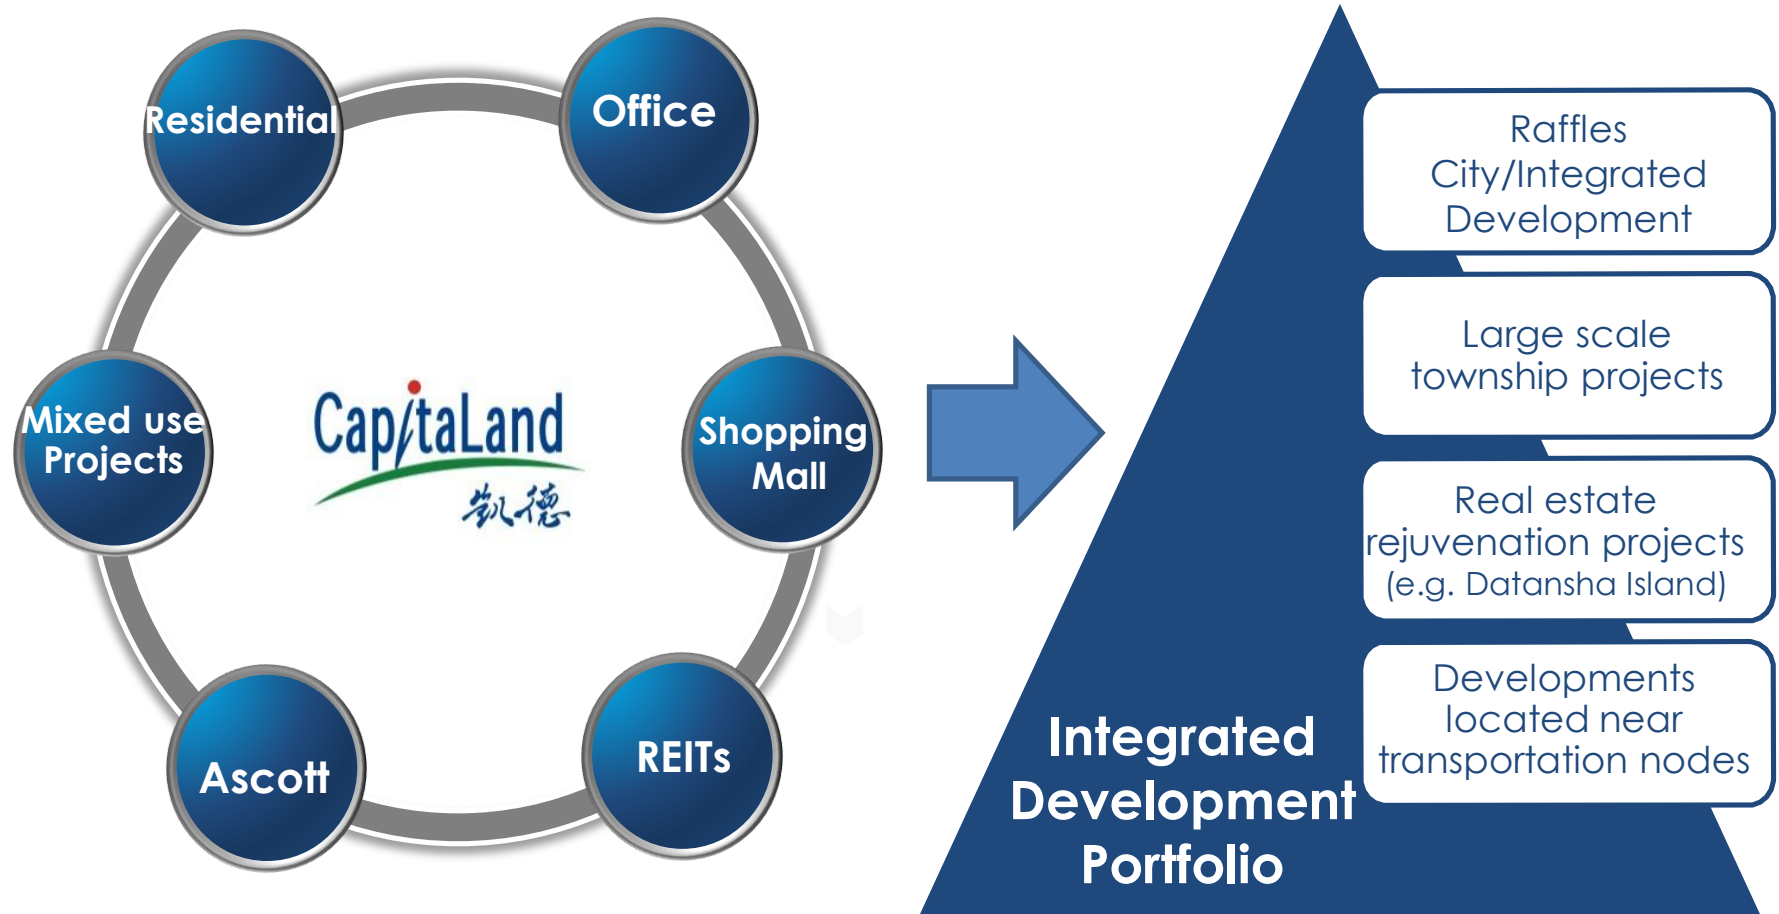 Residential
Office
Mixed use
Projects
CapitaLand
凱德
Shopping
Mall
Ascott
REITs
Raffles
City/Integrated
Development
Large scale
township projects
Real estate
rejuvenation projects
(e.g. Datansha Island)
Developments
located near
transportation nodes
Integrated
Development
Portfolio